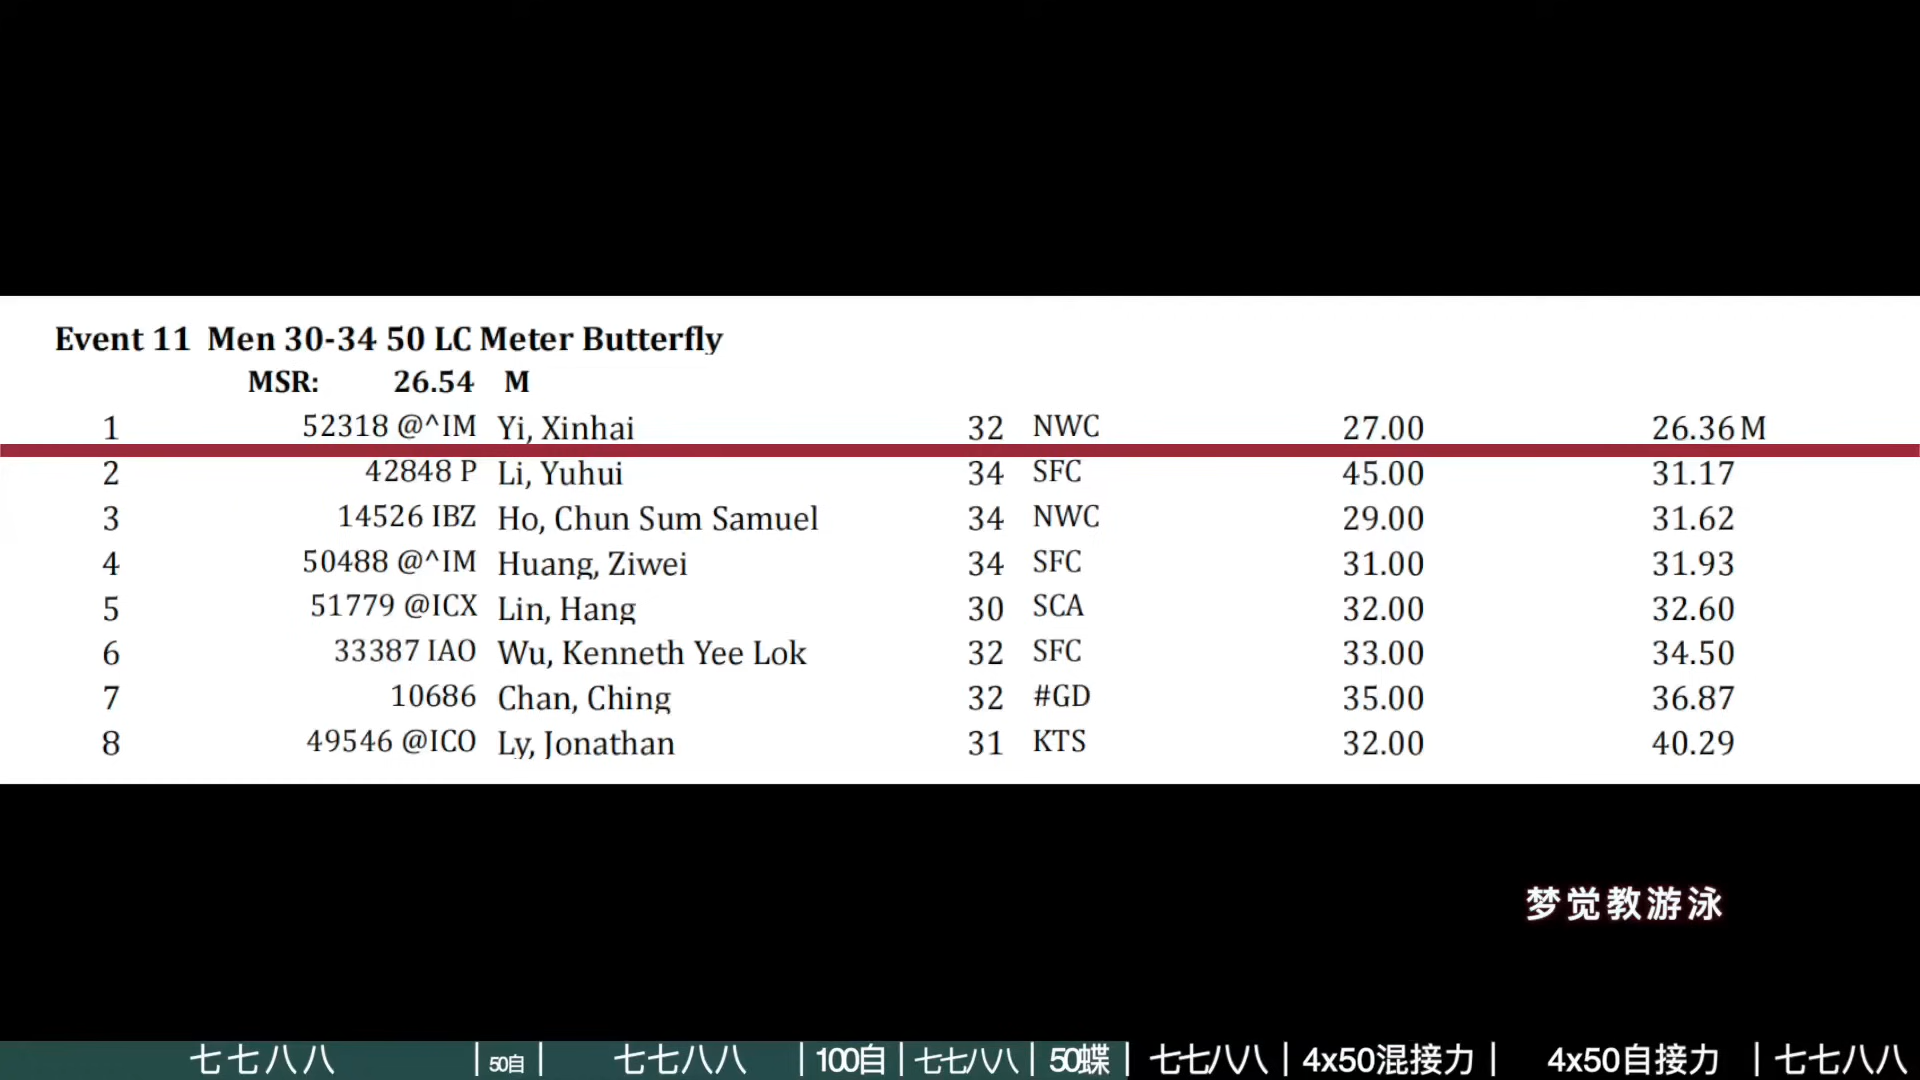 Event 11 Men 30-34 50 LC Meter Butterfly
MSR: 26.54 M
1 52318 @^IM Yi, Xinhai 32 NWC 27.00 26.36 M
2 42848 P Li, Yuhui 34 SFC 45.00 31.17
3 14526 IBZ Ho, Chun Sum Samuel 34 NWC 29.00 31.62
4 50488 @^IM Huang, Ziwei 34 SFC 31.00 31.93
5 51779 @ICX Lin, Hang 30 SCA 32.00 32.60
6 33387 IAO Wu, Kenneth Yee Lok 32 SFC 33.00 34.50
7 10686 Chan, Ching 32 #GD 35.00 36.87
8 49546 @ICO Ly, Jonathan 31 KTS 32.00 40.29
梦觉教游泳
七七八八 | 50自 | 七七八八 | 100自 | 七七八八 | 50蝶 | 七七八八 | 4x50混接力 | 4x50自接力 | 七七八八